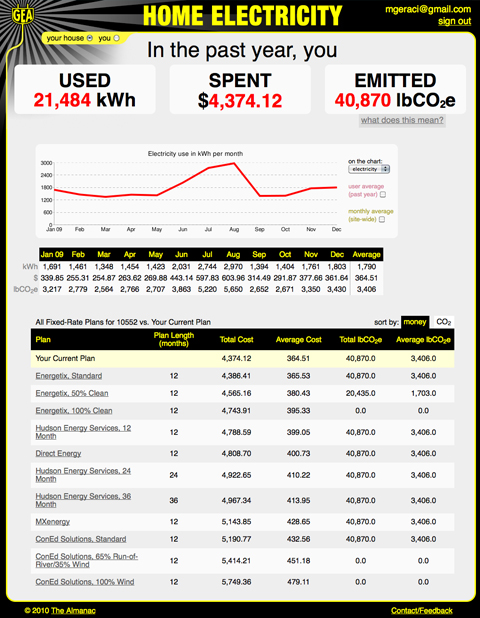 GEA
HOME ELECTRICITY
mgeraci@gmail.com
sign out
your house you
In the past year, you
USED
21,484 kWh
SPENT
$4,374.12
EMITTED
40,870 lbCO₂e
what does this mean?
Electricity use in kWh per month
3000
2400
1800
1200
600
0
Jan 09 Feb Mar Apr May Jun Jul Aug Sep Oct Nov Dec
on the chart:
electricity
user average
(past year)
monthly average
(site-wide)
Jan 09 Feb Mar Apr May Jun Jul Aug Sep Oct Nov Dec Average
kWh 1,691 1,461 1,348 1,454 1,423 2,031 2,744 2,970 1,394 1,404 1,761 1,803 1,790
$ 339.85 255.31 254.87 263.62 269.88 443.14 597.83 603.96 314.49 291.87 377.66 361.64 364.51
lbCO₂e 3,217 2,779 2,564 2,766 2,707 3,863 5,220 5,650 2,652 2,671 3,350 3,430 3,406
All Fixed-Rate Plans for 10552 vs. Your Current Plan
sort by: money CO₂
Plan Plan Length (months) Total Cost Average Cost Total lbCO₂e Average lbCO₂e
Your Current Plan 4,374.12 364.51 40,870.0 3,406.0
Energetix, Standard 12 4,386.41 365.53 40,870.0 3,406.0
Energetix, 50% Clean 12 4,565.16 380.43 20,435.0 1,703.0
Energetix, 100% Clean 12 4,743.91 395.33 0.0 0.0
Hudson Energy Services, 12
Month 12 4,788.59 399.05 40,870.0 3,406.0
Direct Energy 12 4,808.70 400.73 40,870.0 3,406.0
Hudson Energy Services, 24
Month 24 4,922.65 410.22 40,870.0 3,406.0
Hudson Energy Services, 36
Month 36 4,967.34 413.95 40,870.0 3,406.0
MXenergy 12 5,143.85 428.65 40,870.0 3,406.0
ConEd Solutions, Standard 12 5,190.77 432.56 40,870.0 3,406.0
ConEd Solutions, 65% Run-of-
River/35% Wind 12 5,414.21 451.18 0.0 0.0
ConEd Solutions, 100% Wind 12 5,749.36 479.11 0.0 0.0
© 2010 The Almanac
Contact/Feedback